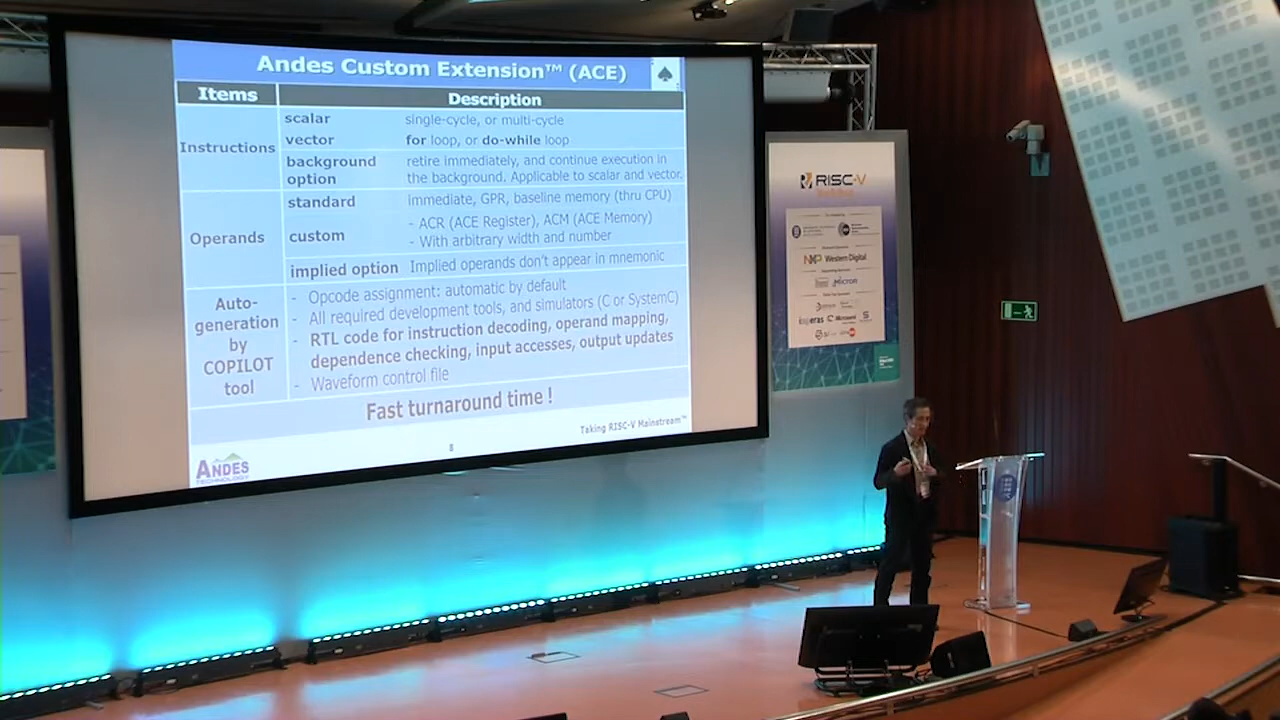 Andes Custom Extension™ (ACE)
Items
Description
Instructions
scalar
single-cycle, or multi-cycle
vector
for loop, or do-while loop
background
option
retire immediately, and continue execution in
the background. Applicable to scalar and vector.
Operands
standard
immediate, GPR, baseline memory (thru CPU)
custom
- ACR (ACE Register), ACM (ACE Memory)
- With arbitrary width and number
implied option
Implied operands don't appear in mnemonic
Auto-
generation
by
COPILOT
tool
- Opcode assignment: automatic by default
- All required development tools, and simulators (C or SystemC)
- RTL code for instruction decoding, operand mapping,
dependence checking, input accesses, output updates
- Waveform control file
Fast turnaround time !
Taking RISC-V Mainstream™
8
ANDES
TECHNOLOGY
RISC-V
NXP Western Digital
Micron
imperas
Microsemi